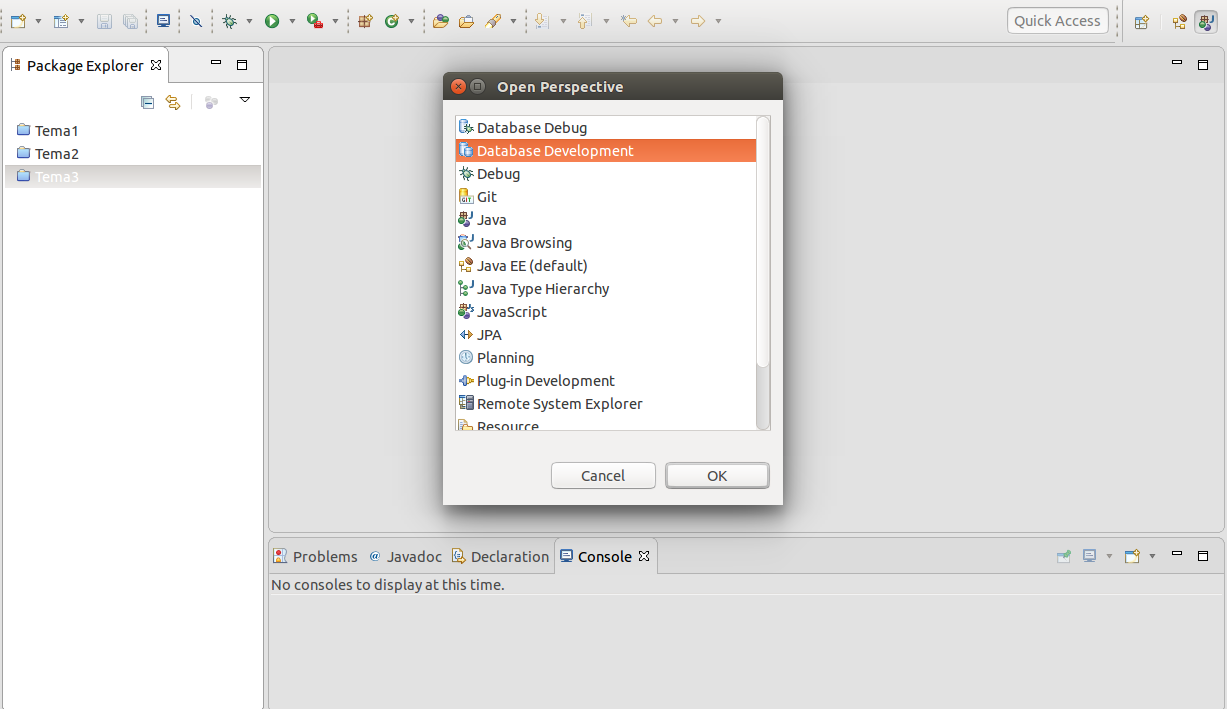 Quick Access
Package Explorer
Tema1
Tema2
Tema3
Open Perspective
Database Debug
Database Development
Debug
Git
Java
Java Browsing
Java EE (default)
Java Type Hierarchy
JavaScript
JPA
Planning
Plug-in Development
Remote System Explorer
Resource
Cancel OK
Problems @ Javadoc Declaration Console
No consoles to display at this time.